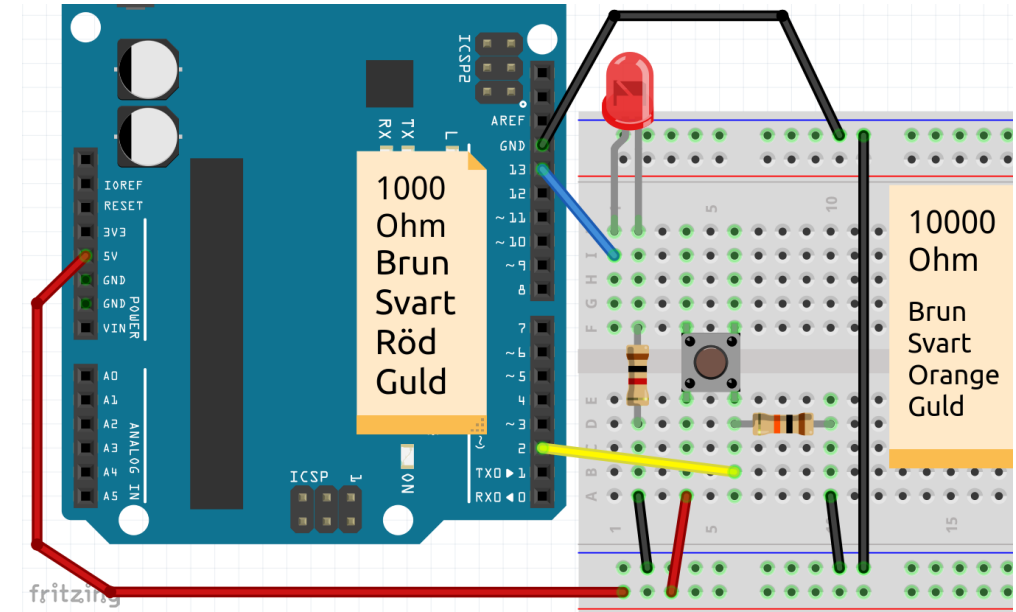 ICSP2
AREF
GND
13
12
~11
~10
~9
8
7
~6
~5
4
~3
2
TX0▶1
RX0◀0
RX
TX
L
1000
Ohm
Brun
Svart
Röd
Guld
IOREF
RESET
3V3
5V
GND
GND
VIN
POWER
A0
A1
A2
A3
A4
A5
ANALOG IN
ICSP
1
ON
5
10
I
H
G
F
E
D
C
B
A
1
5
15
10000
Ohm
Brun
Svart
Orange
Guld
fritzing